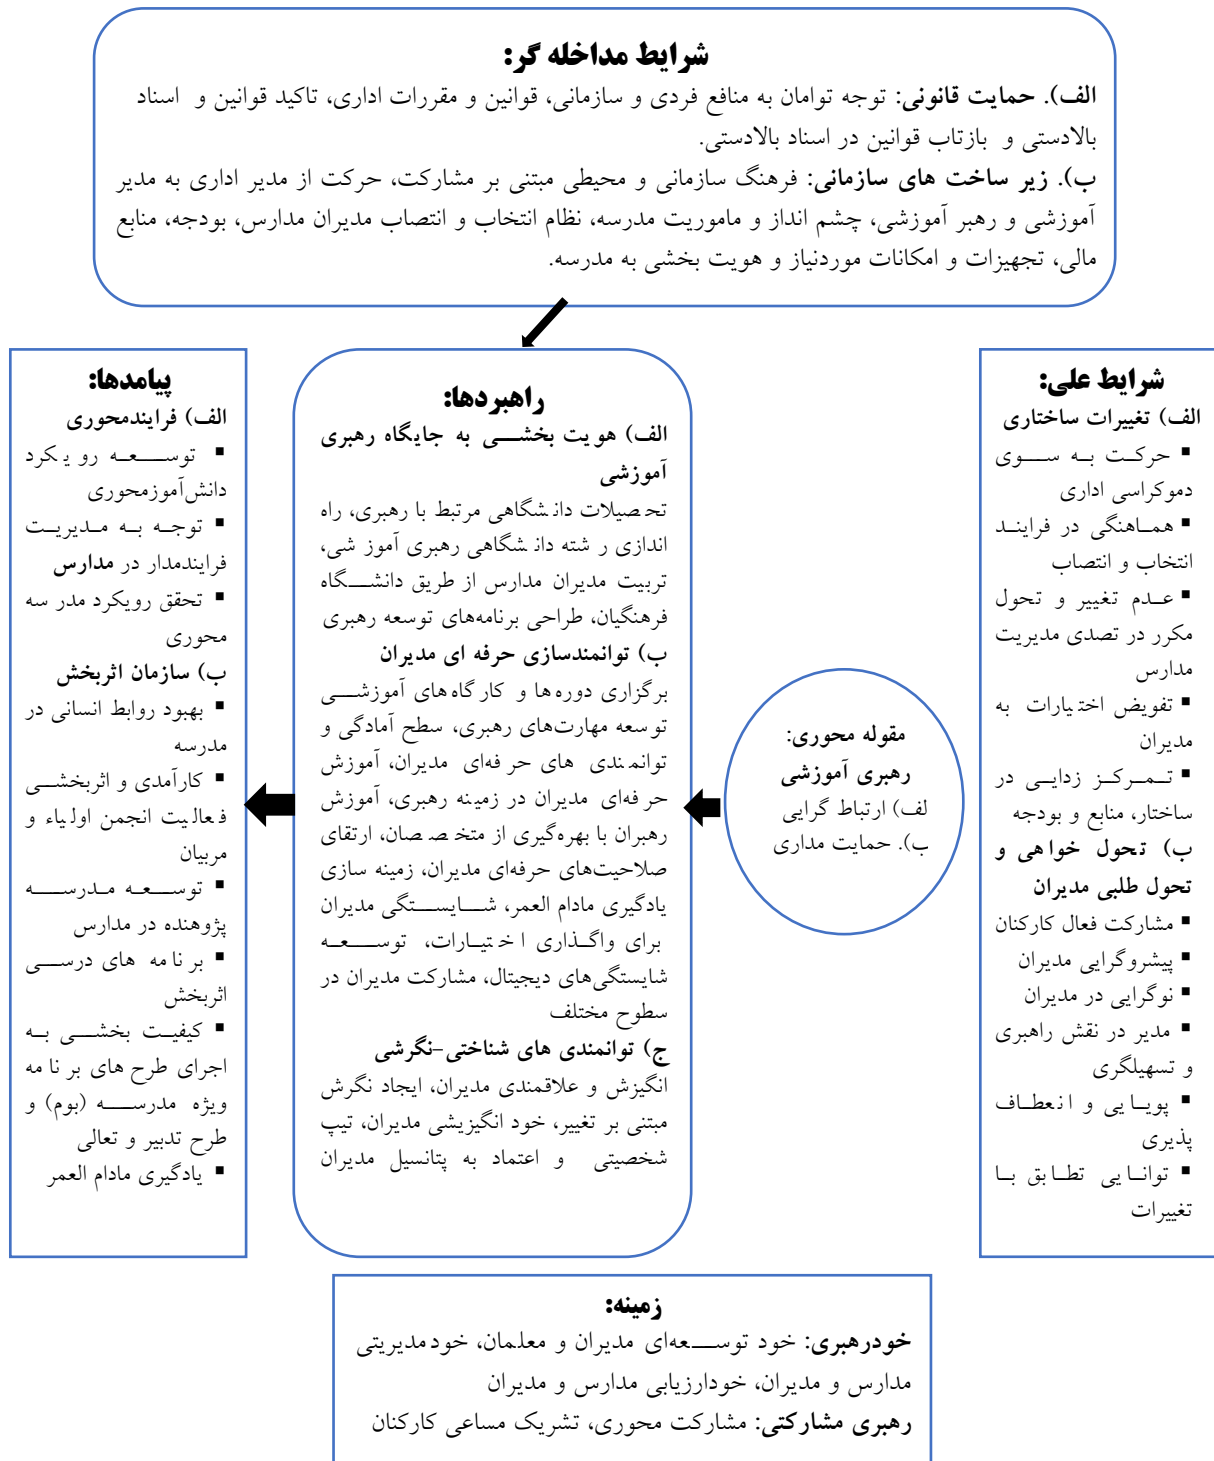 شرایط مداخله گر:
الف). حمایت قانونی: توجه توامان به منافع فردی و سازمانی، قوانین و مقررات اداری، تاکید قوانین و اسناد
بالادستی و بازتاب قوانین در اسناد بالادستی.
ب). زیر ساخت های سازمانی: فرهنگ سازمانی و محیطی مبتنی بر مشارکت، حرکت از مدیر اداری به مدیر
آموزشی و رهبر آموزشی، چشم انداز و ماموریت مدرسه، نظام انتخاب و انتصاب مدیران مدارس، بودجه، منابع
مالی، تجهیزات و امکانات موردنیاز و هویت بخشی به مدرسه.
شرایط علی:
الف) تغییرات ساختاری
▪ حرکت به سوی
دموکراسی اداری
▪ هماهنگی در فرایند
انتخاب و انتصاب
▪ عدم تغییر و تحول
مکرر در تصدی مدیریت
مدارس
▪ تفویض اختیارات به
مدیران
▪ تمرکز زدایی در
ساختار، منابع و بودجه
ب) تحول خواهی و
تحول طلبی مدیران
▪ مشارکت فعال کارکنان
▪ پیشروگرایی مدیران
▪ نوگرایی در مدیران
▪ مدیر در نقش راهبری
و تسهیلگری
▪ پویایی و انعطاف
پذیری
▪ توانایی تطابق با
تغییرات
مقوله محوری:
رهبری آموزشی
لف) ارتباط گرایی
ب). حمایت مداری
راهبردها:
الف) هویت بخشی به جایگاه رهبری
آموزشی
تحصیلات دانشگاهی مرتبط با رهبری، راه
اندازی رشته دانشگاهی رهبری آموزشی،
تربیت مدیران مدارس از طریق دانشگاه
فرهنگیان، طراحی برنامه‌های توسعه رهبری
ب) توانمندسازی حرفه ای مدیران
برگزاری دوره ها و کارگاه های آموزشی
توسعه مهارت‌های رهبری، سطح آمادگی و
توانمندی های حرفه‌ای مدیران، آموزش
حرفه‌ای مدیران در زمینه رهبری، آموزش
رهبران با بهره‌گیری از متخصصان، ارتقای
صلاحیت‌های حرفه‌ای مدیران، زمینه سازی
یادگیری مادام العمر، شایستگی مدیران
برای واگذاری اختیارات، توسعه
شایستگی‌های دیجیتال، مشارکت مدیران در
سطوح مختلف
ج) توانمندی های شناختی-نگرشی
انگیزش و علاقمندی مدیران، ایجاد نگرش
مبتنی بر تغییر، خود انگیزشی مدیران، تیپ
شخصیتی و اعتماد به پتانسیل مدیران
پیامدها:
الف) فرایندمحوری
▪ توسعه رویکرد
دانش‌آموزمحوری
▪ توجه به مدیریت
فرایندمدار در مدارس
▪ تحقق رویکرد مدرسه
محوری
ب) سازمان اثربخش
▪ بهبود روابط انسانی در
مدرسه
▪ کارآمدی و اثربخشی
فعالیت انجمن اولیاء و
مربیان
▪ توسعه مدرسه
پژوهنده در مدارس
▪ برنامه های درسی
اثربخش
▪ کیفیت بخشی به
اجرای طرح های برنامه
ویژه مدرسه (بوم) و
طرح تدبیر و تعالی
▪ یادگیری مادام العمر
زمینه:
خودرهبری: خود توسعه‌ای مدیران و معلمان، خودمدیریتی
مدارس و مدیران، خودارزیابی مدارس و مدیران
رهبری مشارکتی: مشارکت محوری، تشریک مساعی کارکنان